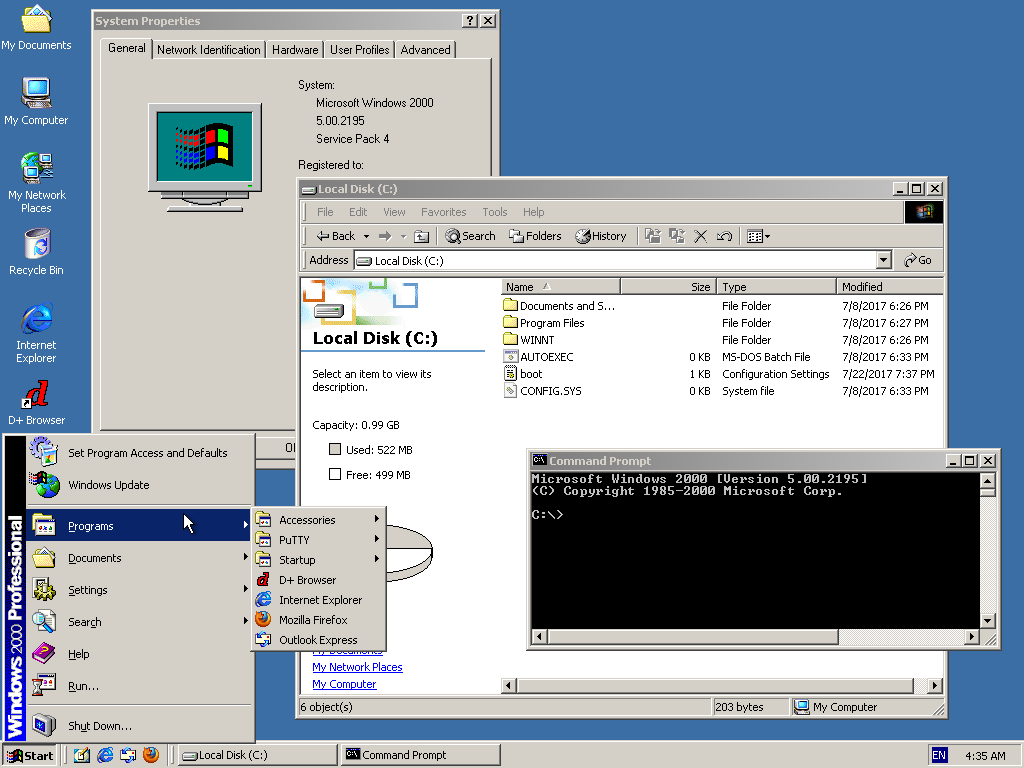 My Documents
My Computer
My Network
Places
Recycle Bin
Internet
Explorer
D+ Browser
System Properties
General
Network Identification
Hardware
User Profiles
Advanced
System:
Microsoft Windows 2000
5.00.2195
Service Pack 4
Registered to:
Local Disk (C:)
File Edit View Favorites Tools Help
Back Search Folders History
Address Local Disk (C:) Go
Local Disk (C:)
Select an item to view its
description.
Capacity: 0.99 GB
Used: 522 MB
Free: 499 MB
My Documents
My Network Places
My Computer
Name Size Type Modified
Documents and S... File Folder 7/8/2017 6:26 PM
Program Files File Folder 7/8/2017 6:27 PM
WINNT File Folder 7/8/2017 6:26 PM
AUTOEXEC 0 KB MS-DOS Batch File 7/8/2017 6:33 PM
boot 1 KB Configuration Settings 7/22/2017 7:37 PM
CONFIG.SYS 0 KB System file 7/8/2017 6:33 PM
6 object(s) 203 bytes My Computer
Command Prompt
Microsoft Windows 2000 [Version 5.00.2195]
(C) Copyright 1985-2000 Microsoft Corp.
C:\>
Windows 2000 Professional
Set Program Access and Defaults
Windows Update
Programs
Documents
Settings
Search
Help
Run...
Shut Down...
Accessories
PuTTY
Startup
D+ Browser
Internet Explorer
Mozilla Firefox
Outlook Express
Start
Local Disk (C:)
Command Prompt
EN
4:35 AM